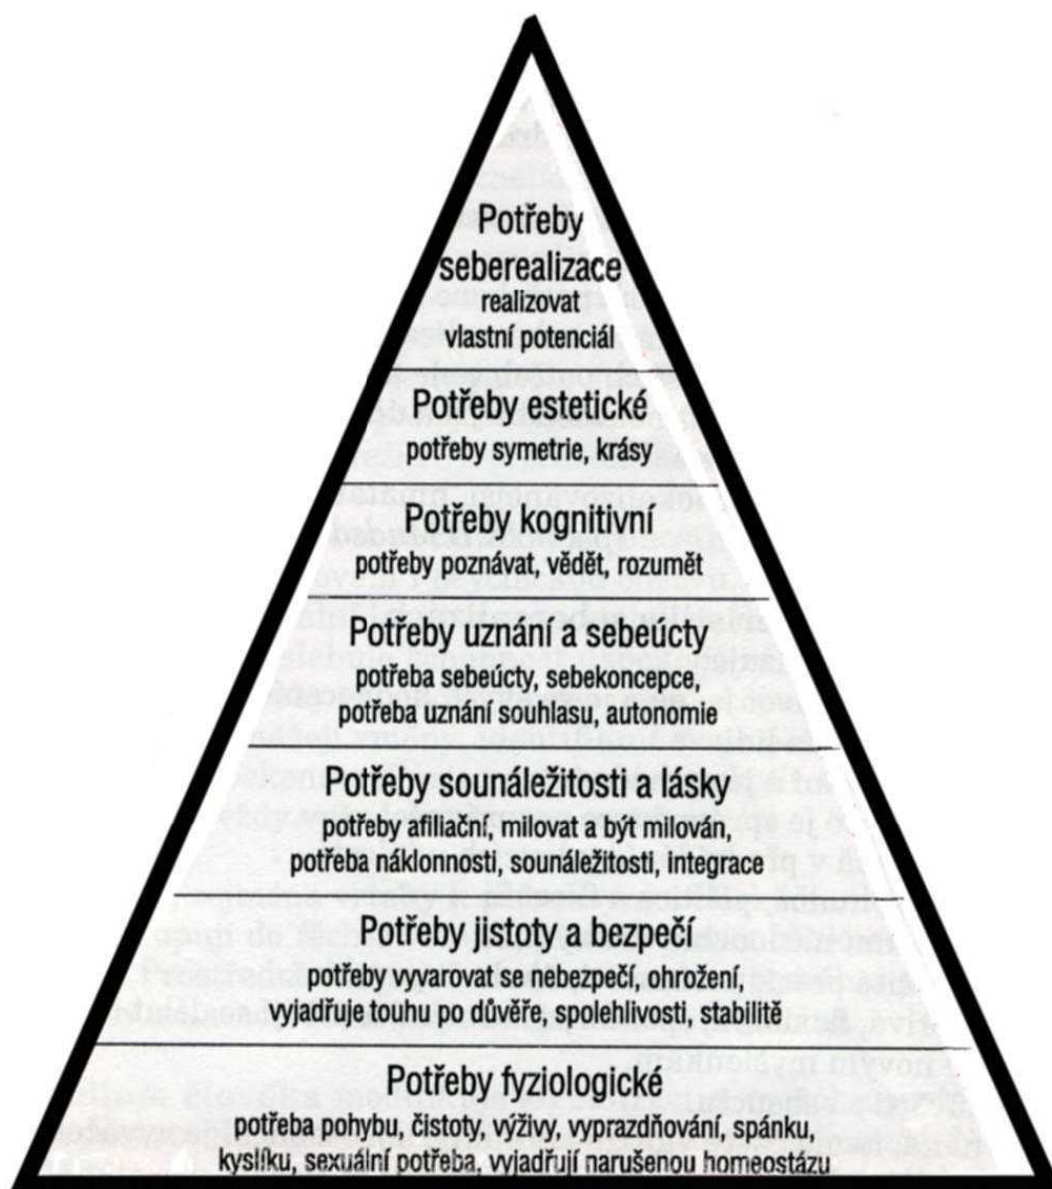 Potřeby
seberealizace
realizovat
vlastní potenciál
Potřeby estetické
potřeby symetrie, krásy
Potřeby kognitivní
potřeby poznávat, vědět, rozumět
Potřeby uznání a sebeúcty
potřeba sebeúcty, sebekoncepce,
potřeba uznání souhlasu, autonomie
Potřeby sounáležitosti a lásky
potřeby afiliační, milovat a být milován,
potřeba náklonnosti, sounáležitosti, integrace
Potřeby jistoty a bezpečí
potřeby vyvarovat se nebezpečí, ohrožení,
vyjadřuje touhu po důvěře, spolehlivosti, stabilitě
Potřeby fyziologické
potřeba pohybu, čistoty, výživy, vyprazdňování, spánku,
kyslíku, sexuální potřeba, vyjadřují narušenou homeostázu